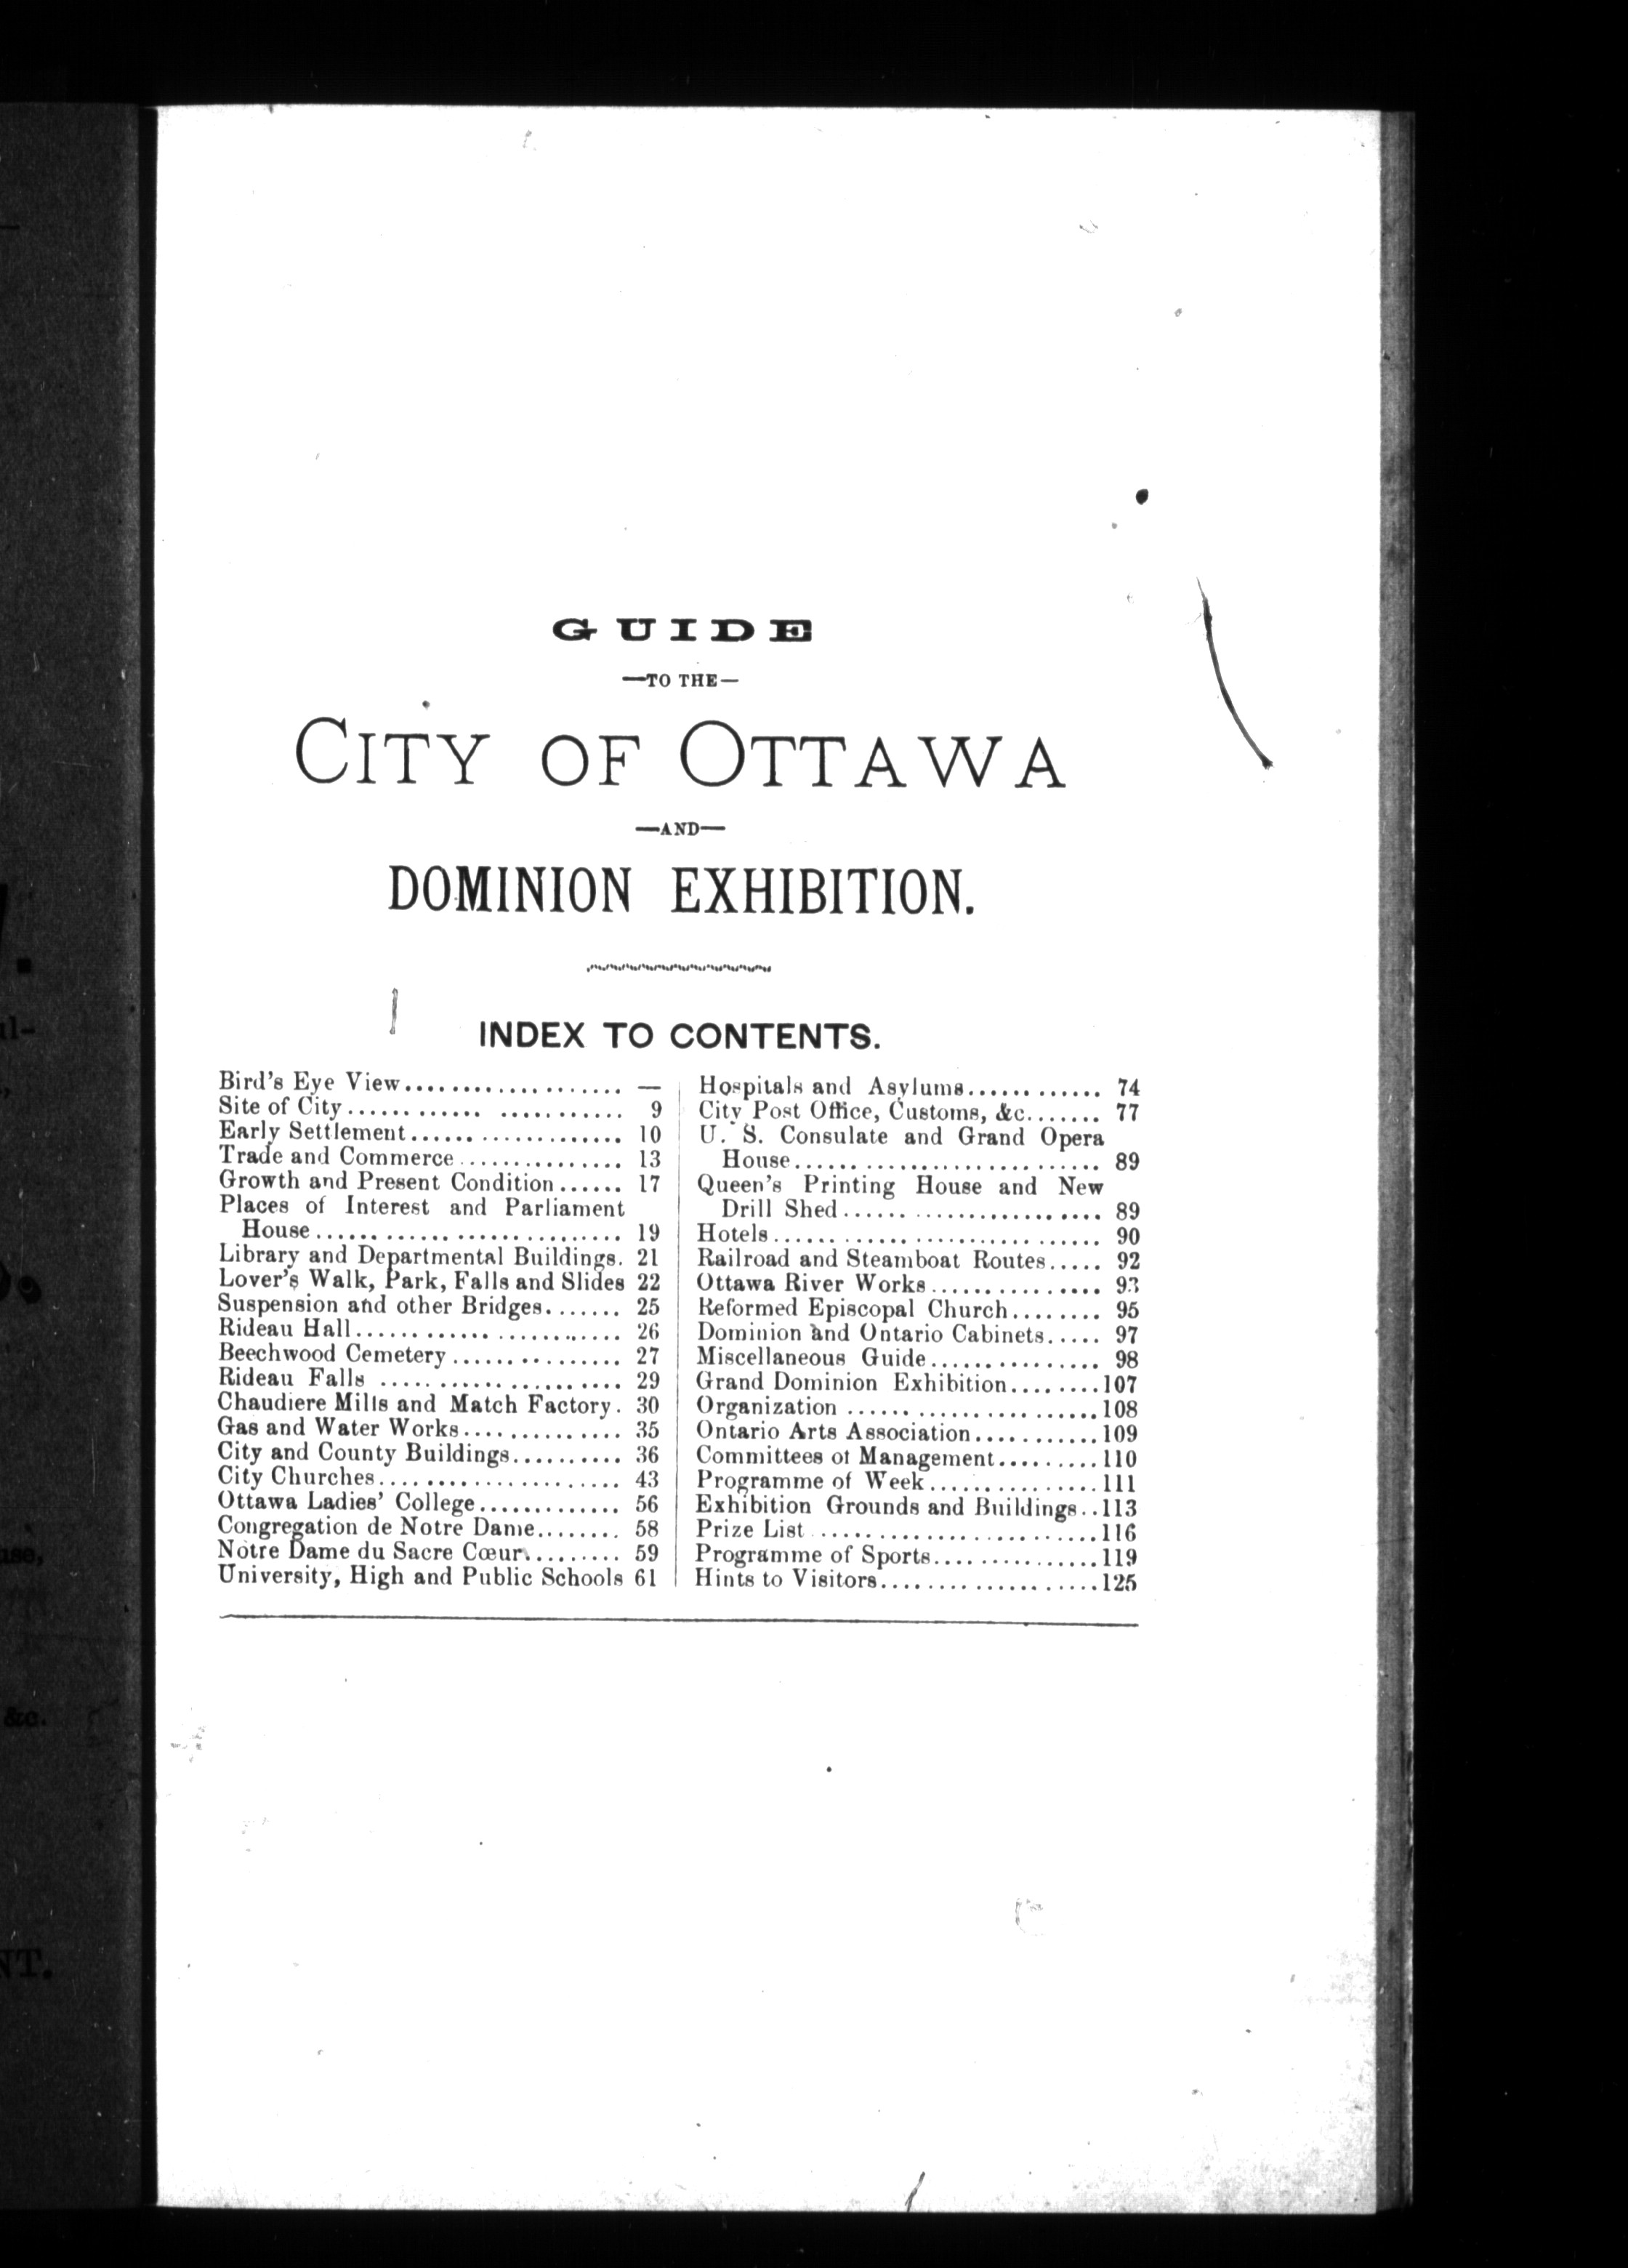 GUIDE
—TO THE—
CITY OF OTTAWA
—AND—
DOMINION EXHIBITION.
INDEX TO CONTENTS.
Bird's Eye View.................... —
Site of City....................... 9
Early Settlement.................... 10
Trade and Commerce............... 13
Growth and Present Condition...... 17
Places of Interest and Parliament
House............................ 19
Library and Departmental Buildings. 21
Lover's Walk, Park, Falls and Slides 22
Suspension and other Bridges....... 25
Rideau Hall........................ 26
Beechwood Cemetery................ 27
Rideau Falls ...................... 29
Chaudiere Mills and Match Factory. 30
Gas and Water Works............... 35
City and County Buildings.......... 36
City Churches...................... 43
Ottawa Ladies' College............. 56
Congregation de Notre Dame........ 58
Notre Dame du Sacre Cœur......... 59
University, High and Public Schools 61
Hospitals and Asylums............ 74
City Post Office, Customs, &c....... 77
U. S. Consulate and Grand Opera
House............................ 89
Queen's Printing House and New
Drill Shed........................ 89
Hotels.............................. 90
Railroad and Steamboat Routes..... 92
Ottawa River Works................ 93
Reformed Episcopal Church........ 95
Dominion and Ontario Cabinets..... 97
Miscellaneous Guide............... 98
Grand Dominion Exhibition........107
Organization ......................108
Ontario Arts Association...........109
Committees of Management.........110
Programme of Week...............111
Exhibition Grounds and Buildings..113
Prize List .........................116
Programme of Sports...............119
Hints to Visitors....................125
ul-
use,
&c.
NT.